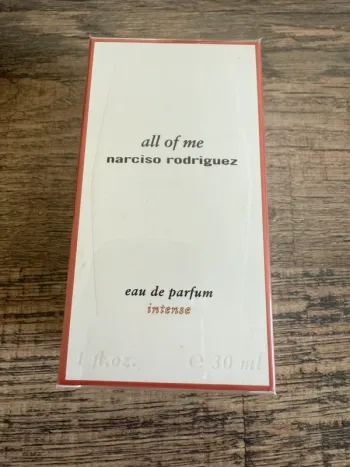 all of me
narciso rodriguez
eau de parfum
intense
1 fl.oz. e 30 ml